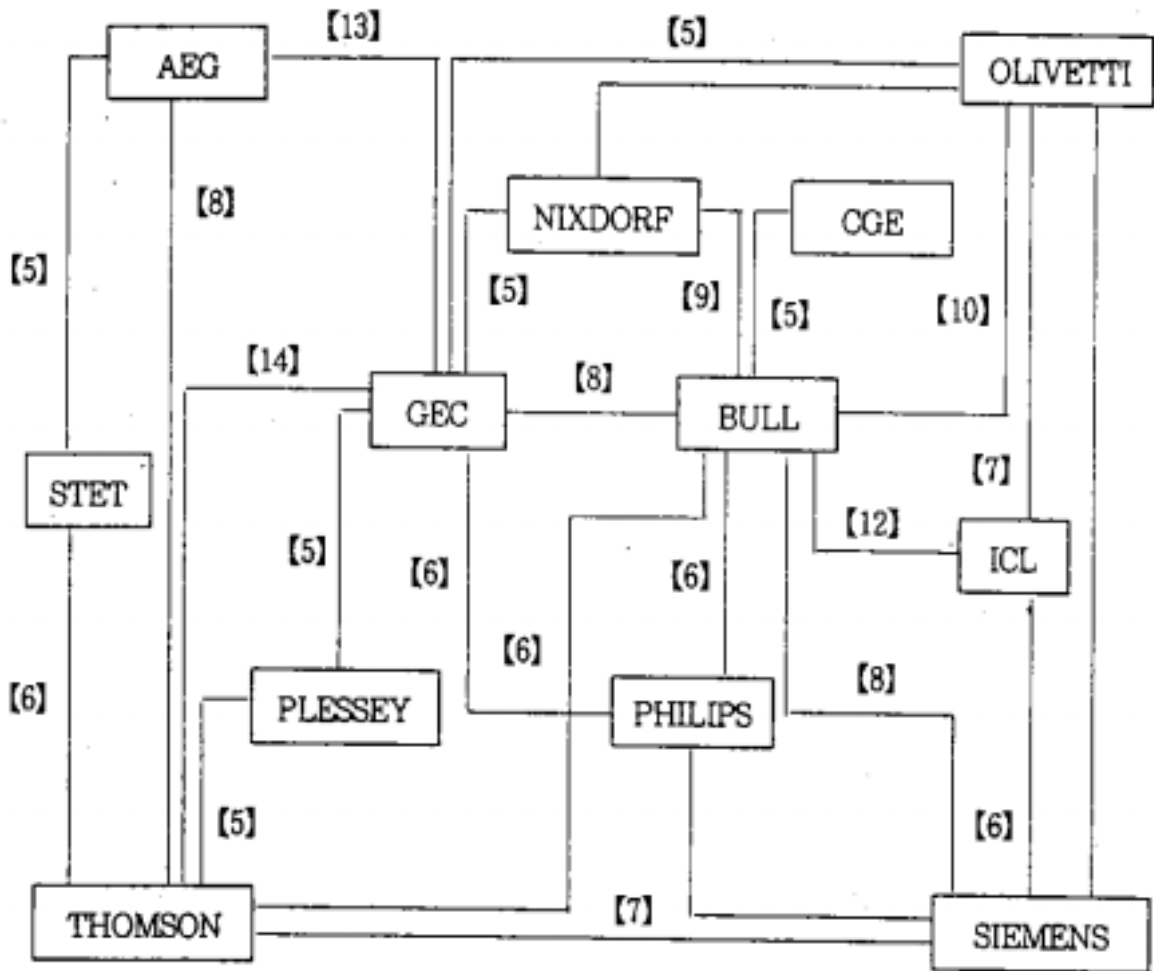 【13】
【5】
AEG
OLIVETTI
【8】
NIXDORF
CGE
【5】
【5】
【9】
【5】
【10】
【14】
【8】
GEC
BULL
STET
【7】
【12】
【5】
【6】
【6】
ICL
【6】
【6】
PLESSEY
PHILIPS
【8】
【5】
【6】
【7】
THOMSON
SIEMENS